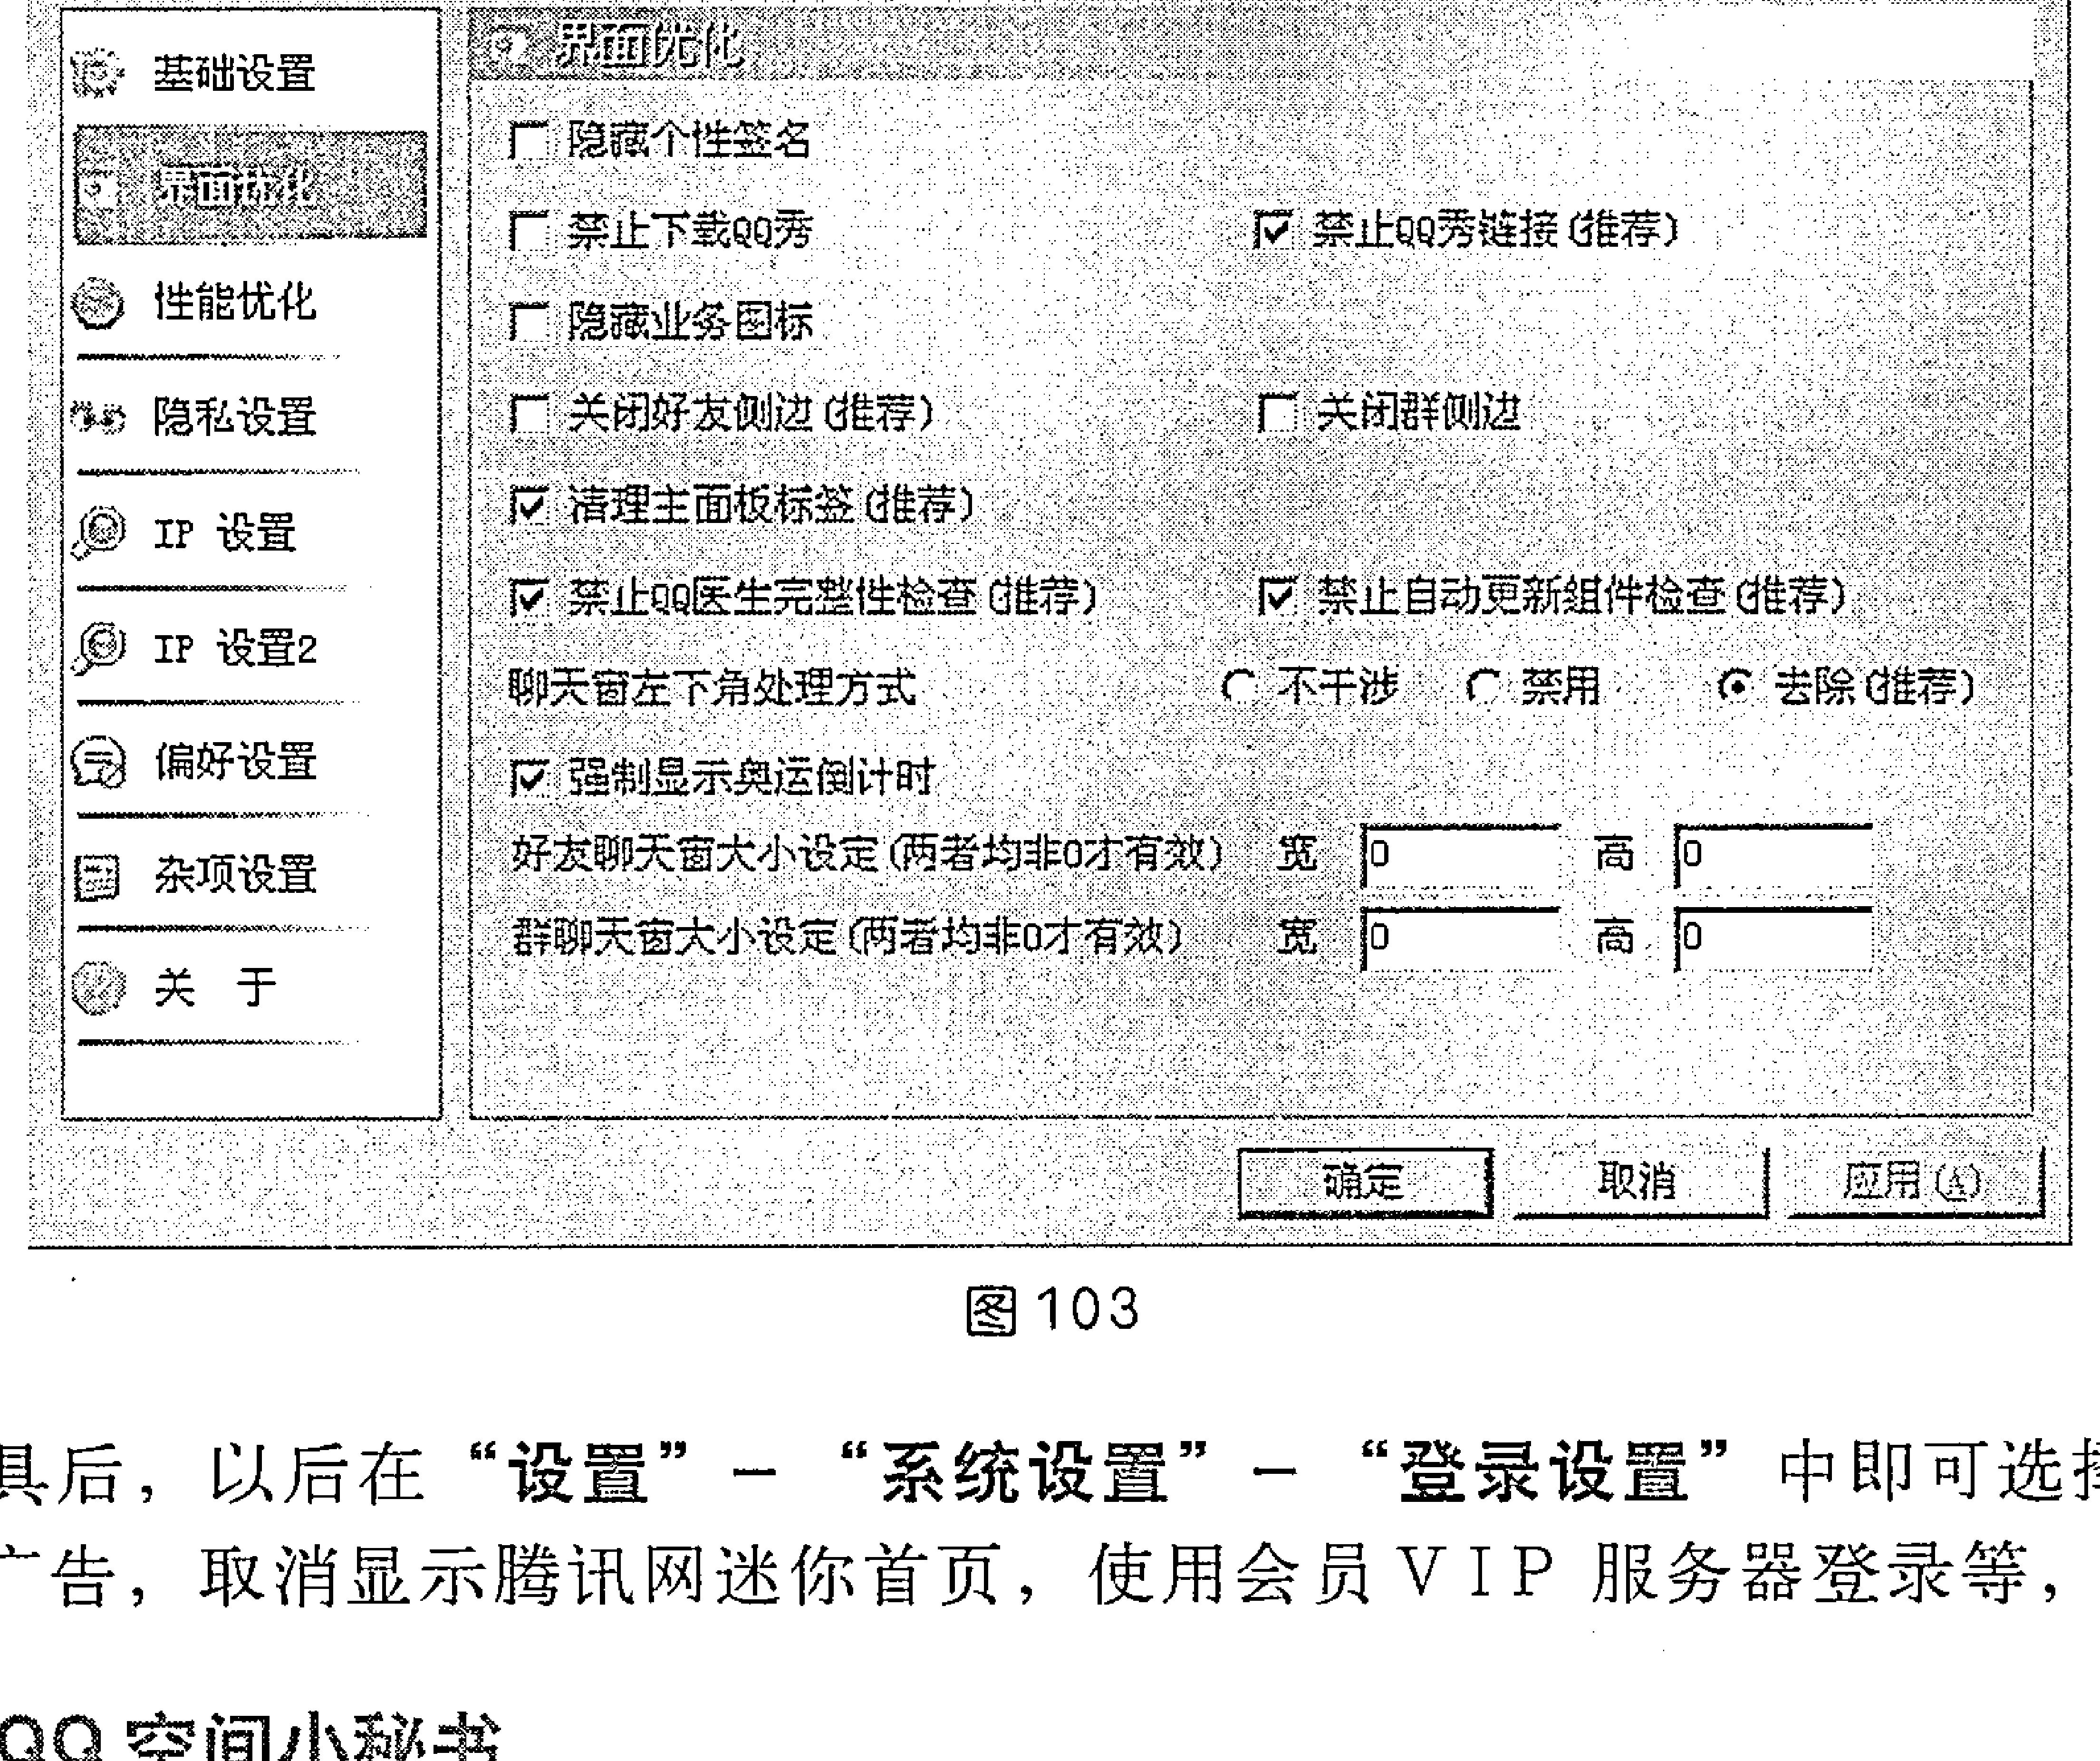 基础设置
界面优化
性能优化
隐私设置
IP 设置
IP 设置2
偏好设置
杂项设置
关 于
界面优化
隐藏个性签名
禁止下载QQ秀 禁止QQ秀链接(推荐)
隐藏业务图标
关闭好友侧边(推荐) 关闭群侧边
清理主面板标签(推荐)
禁止QQ医生完整性检查(推荐) 禁止自动更新组件检查(推荐)
聊天窗左下角处理方式 不干涉 禁用 去除(推荐)
强制显示奥运倒计时
好友聊天窗大小设定(两者均非0才有效) 宽 0 高 0
群聊天窗大小设定(两者均非0才有效) 宽 0 高 0
确定 取消 应用(A)
图103
具后，以后在“设置”－“系统设置”－“登录设置”中即可选择
广告，取消显示腾讯网迷你首页，使用会员VIP 服务器登录等，
QQ 空间小秘书